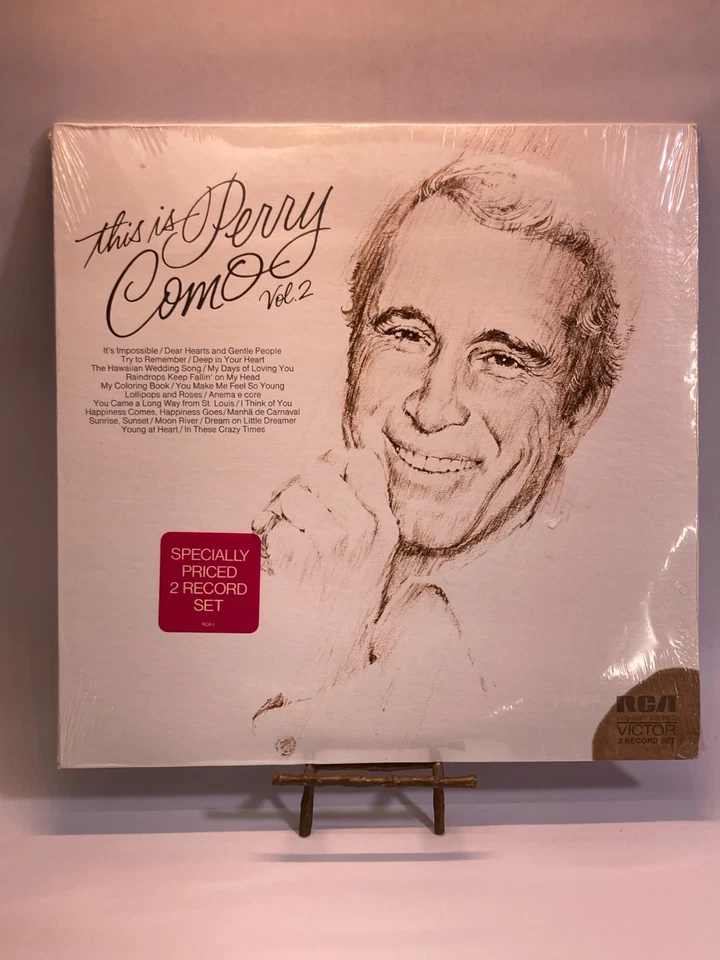 this is Perry
Como Vol.2
It's Impossible / Dear Hearts and Gentle People
Try to Remember / Deep in Your Heart
The Hawaiian Wedding Song / My Days of Loving You
Raindrops Keep Fallin' on My Head
My Coloring Book / You Make Me Feel So Young
Lollipops and Roses / Anema e core
You Came a Long Way from St. Louis / I Think of You
Happiness Comes, Happiness Goes / Manhã de Carnaval
Sunrise, Sunset / Moon River / Dream on Little Dreamer
Young at Heart / In These Crazy Times
SPECIALLY
PRICED
2 RECORD
SET
RCA
VICTOR
2 RECORD SET